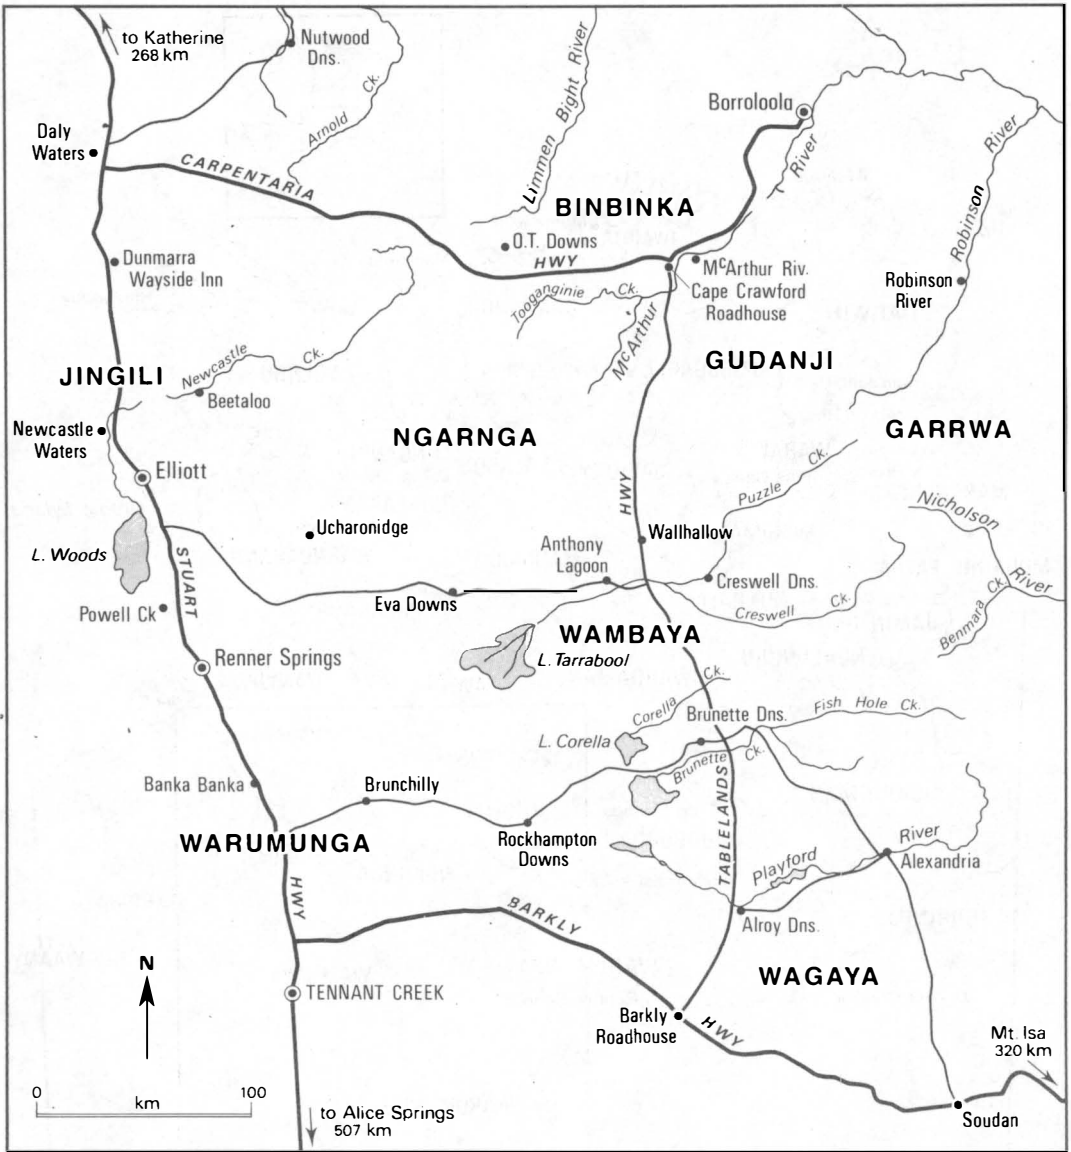 to Katherine
268 km
Nutwood
Dns.
Arnold Ck.
Limmen Bight River
Borroloola
River
River
Daly
Waters
CARPENTARIA
HWY
BINBINKA
O.T. Downs
Robinson
Dunmarra
Wayside Inn
McArthur Riv.
Cape Crawford
Roadhouse
Robinson
River
Tooganginie Ck.
McArthur
GUDANJI
JINGILI
Newcastle Ck.
Beetaloo
Newcastle
Waters
NGARNGA
GARRWA
Elliott
HWY
Puzzle Ck.
Nicholson
River
Ucharonidge
Wallhallow
L. Woods
STUART
Anthony
Lagoon
Creswell Dns.
Eva Downs
Creswell Ck.
Benmara Ck.
Powell Ck
WAMBAYA
Renner Springs
L. Tarrabool
Corella Ck.
Brunette Dns.
Fish Hole Ck.
L. Corella
Brunette Ck.
Banka Banka
Brunchilly
TABLELANDS
WARUMUNGA
Rockhampton
Downs
Playford
River
Alexandria
HWY
BARKLY
Alroy Dns.
WAGAYA
N
TENNANT CREEK
Barkly
Roadhouse
HWY
Mt. Isa
320 km
0 100
km
to Alice Springs
507 km
Soudan